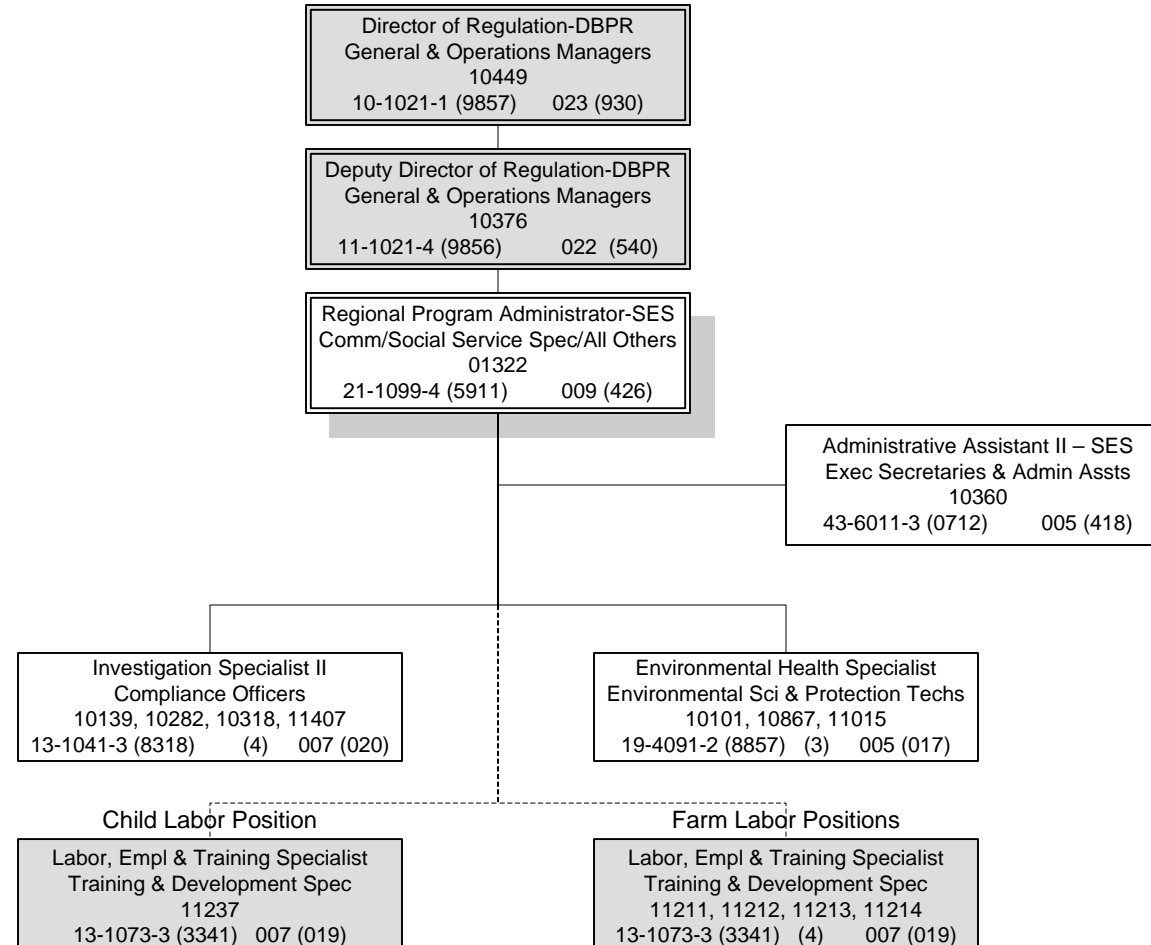 Director of Regulation-DBPR
General & Operations Managers
10449
10-1021-1 (9857) 023 (930)
Deputy Director of Regulation-DBPR
General & Operations Managers
10376
11-1021-4 (9856) 022 (540)
Regional Program Administrator-SES
Comm/Social Service Spec/All Others
01322
21-1099-4 (5911) 009 (426)
Administrative Assistant II – SES
Exec Secretaries & Admin Assts
10360
43-6011-3 (0712) 005 (418)
Investigation Specialist II
Compliance Officers
10139, 10282, 10318, 11407
13-1041-3 (8318) (4) 007 (020)
Environmental Health Specialist
Environmental Sci & Protection Techs
10101, 10867, 11015
19-4091-2 (8857) (3) 005 (017)
Child Labor Position
Labor, Empl & Training Specialist
Training & Development Spec
11237
13-1073-3 (3341) 007 (019)
Farm Labor Positions
Labor, Empl & Training Specialist
Training & Development Spec
11211, 11212, 11213, 11214
13-1073-3 (3341) (4) 007 (019)